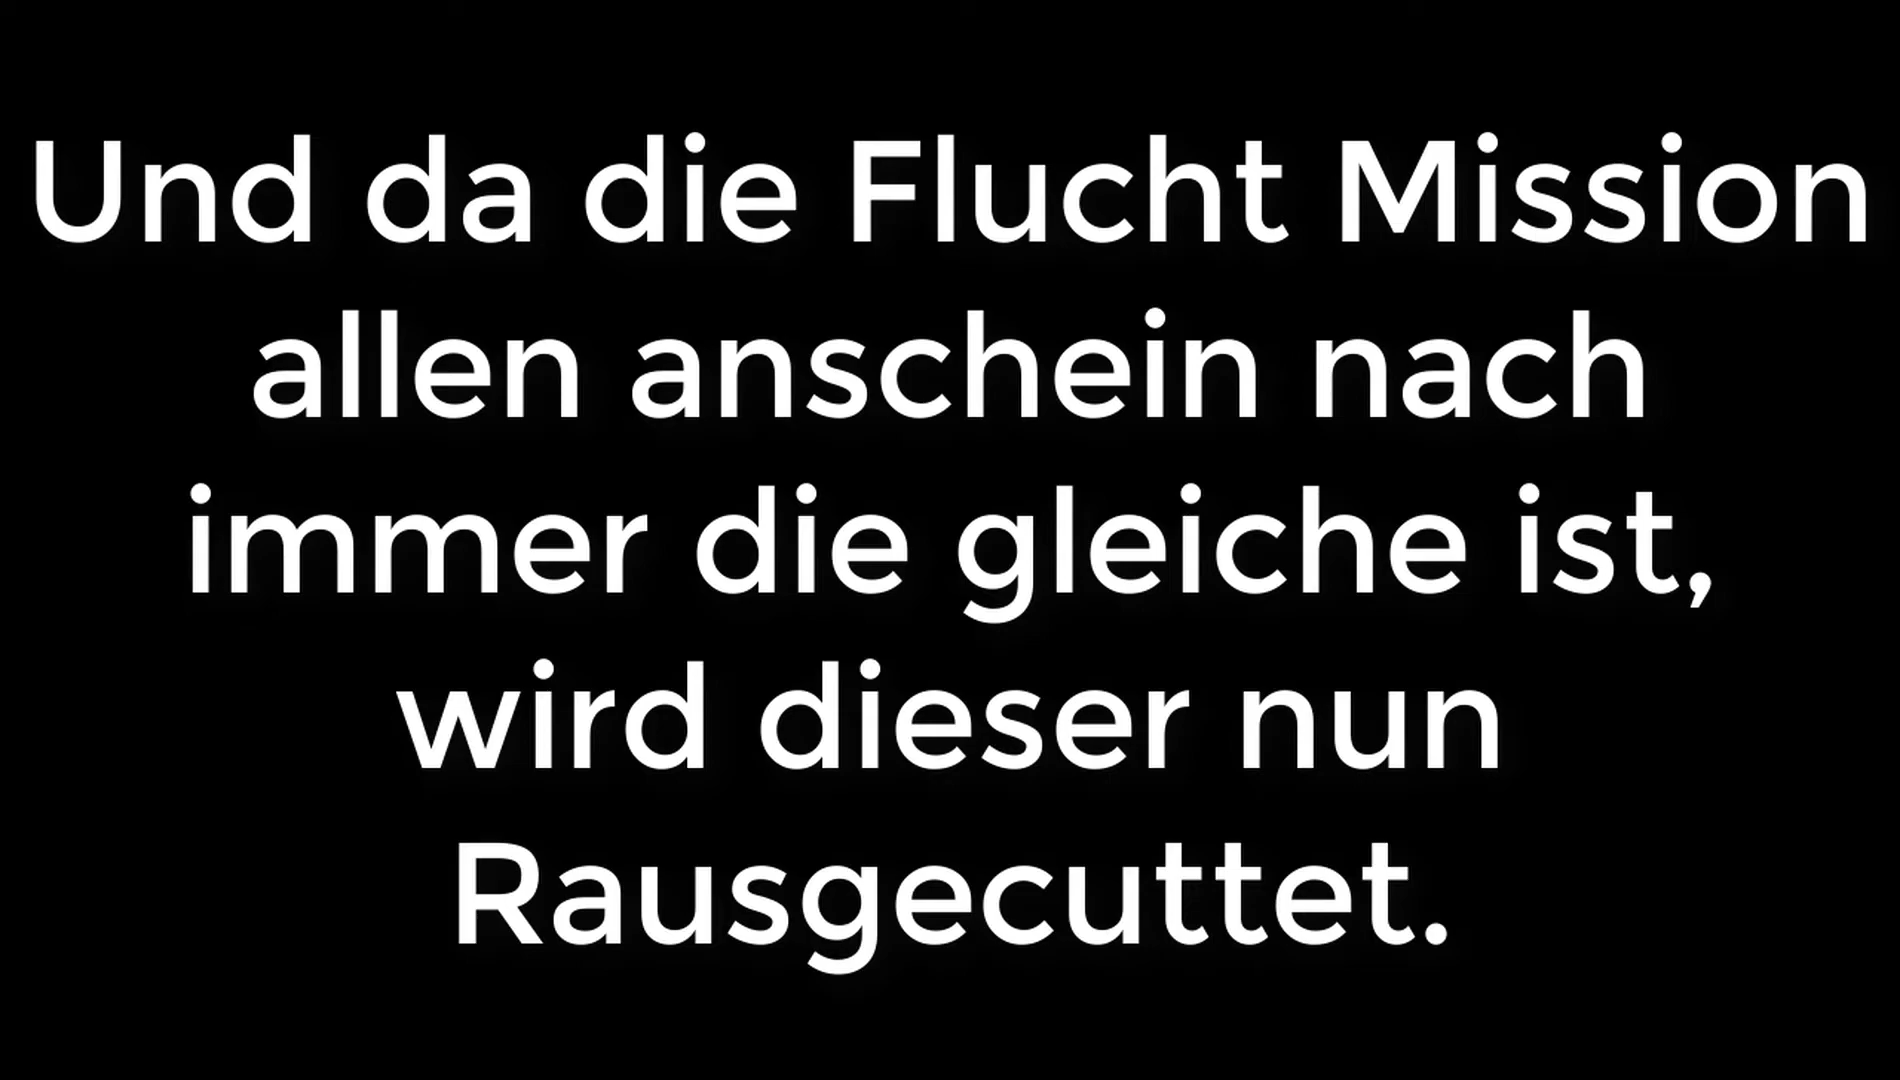 Und da die Flucht Mission
allen anschein nach
immer die gleiche ist,
wird dieser nun
Rausgecuttet.